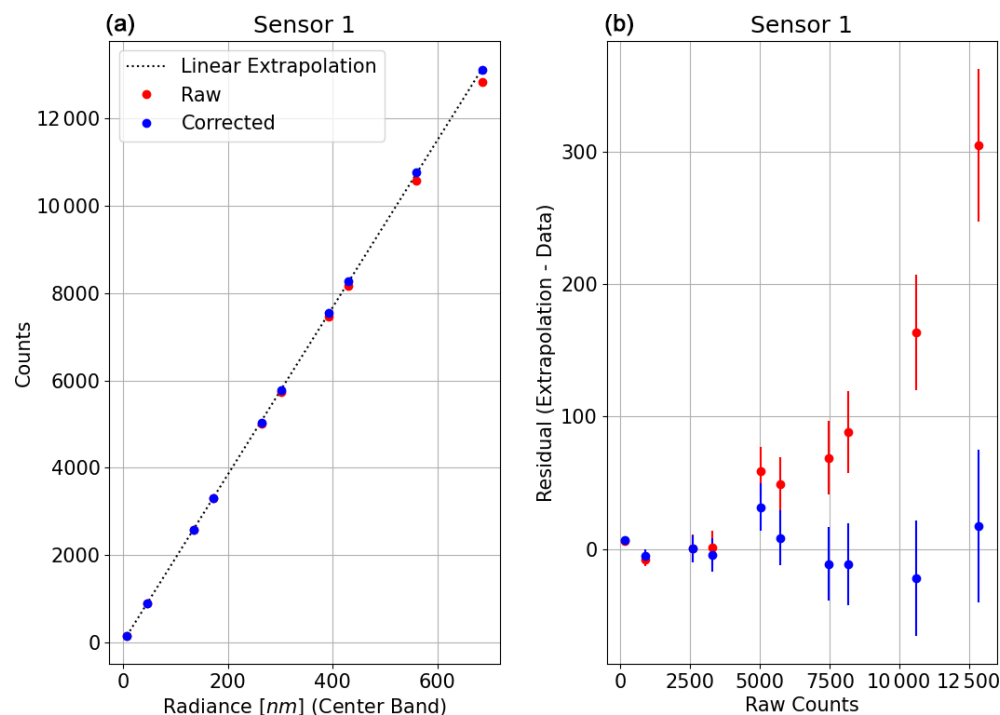 (a)
Sensor 1
Linear Extrapolation
Raw
Corrected
12 000
10 000
8000
6000
4000
2000
0
Counts
0 200 400 600
Radiance [nm] (Center Band)
(b)
Sensor 1
300
200
100
0
Residual (Extrapolation - Data)
0 2500 5000 7500 10 000 12 500
Raw Counts